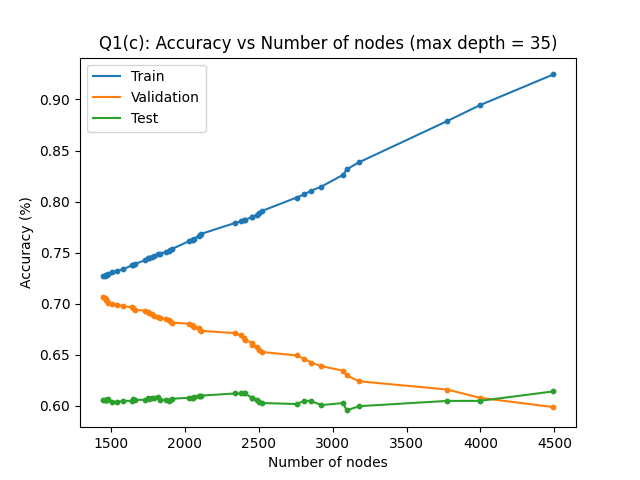 Q1(c): Accuracy vs Number of nodes (max depth = 35)
Train
Validation
Test
Accuracy (%)
0.90
0.85
0.80
0.75
0.70
0.65
0.60
1500 2000 2500 3000 3500 4000 4500
Number of nodes